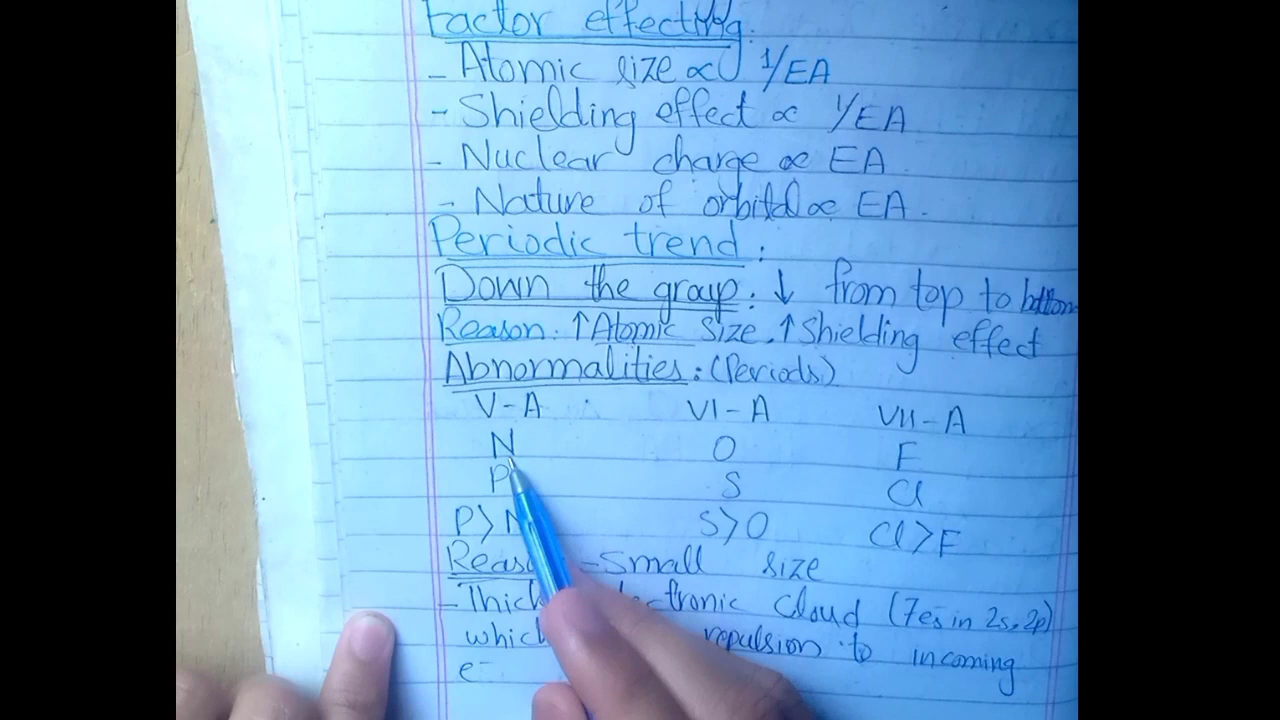 Factor effecting.
- Atomic size ∝ 1/EA
- Shielding effect ∝ 1/EA
- Nuclear charge ∝ EA
- Nature of orbital ∝ EA.
Periodic trend:
Down the group: ↓ from top to bottom
Reason: ↑ Atomic size, ↑ Shielding effect
Abnormalities: (Periods)
V-A VI-A VII-A
N O F
P S Cl
P> S>O Cl>F
- Small size
electronic cloud (7es in 2s,2p)
repulsion to incoming
e⁻